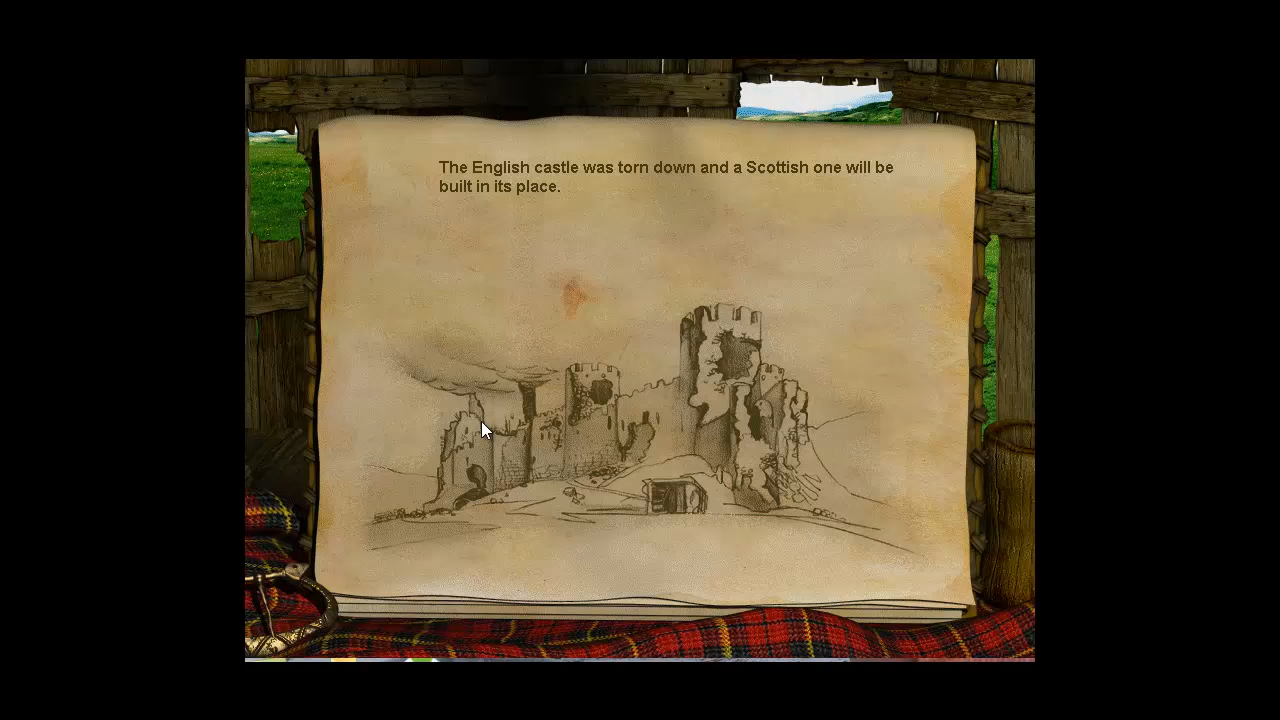 The English castle was torn down and a Scottish one will be
built in its place.